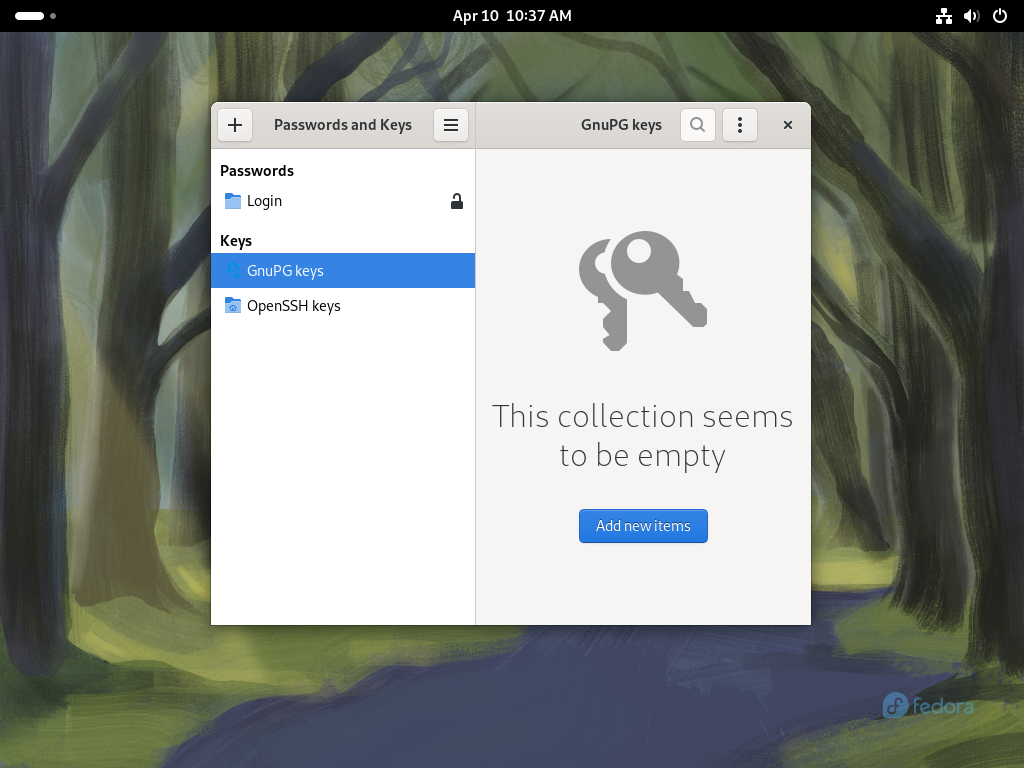 Apr 10 10:37 AM
Passwords and Keys
GnuPG keys
Passwords
Login
Keys
GnuPG keys
OpenSSH keys
This collection seems
to be empty
Add new items
fedora